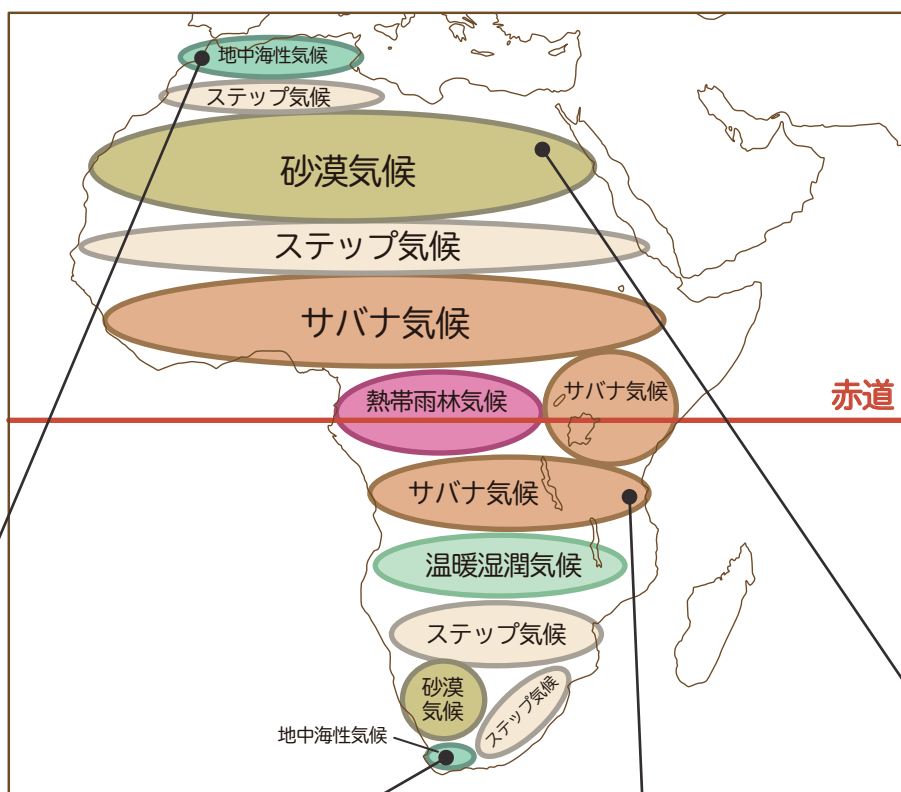 地中海性気候
ステップ気候
砂漠気候
ステップ気候
サバナ気候
熱帯雨林気候
サバナ気候
赤道
サバナ気候
温暖湿潤気候
ステップ気候
砂漠
気候
ステップ気候
地中海性気候